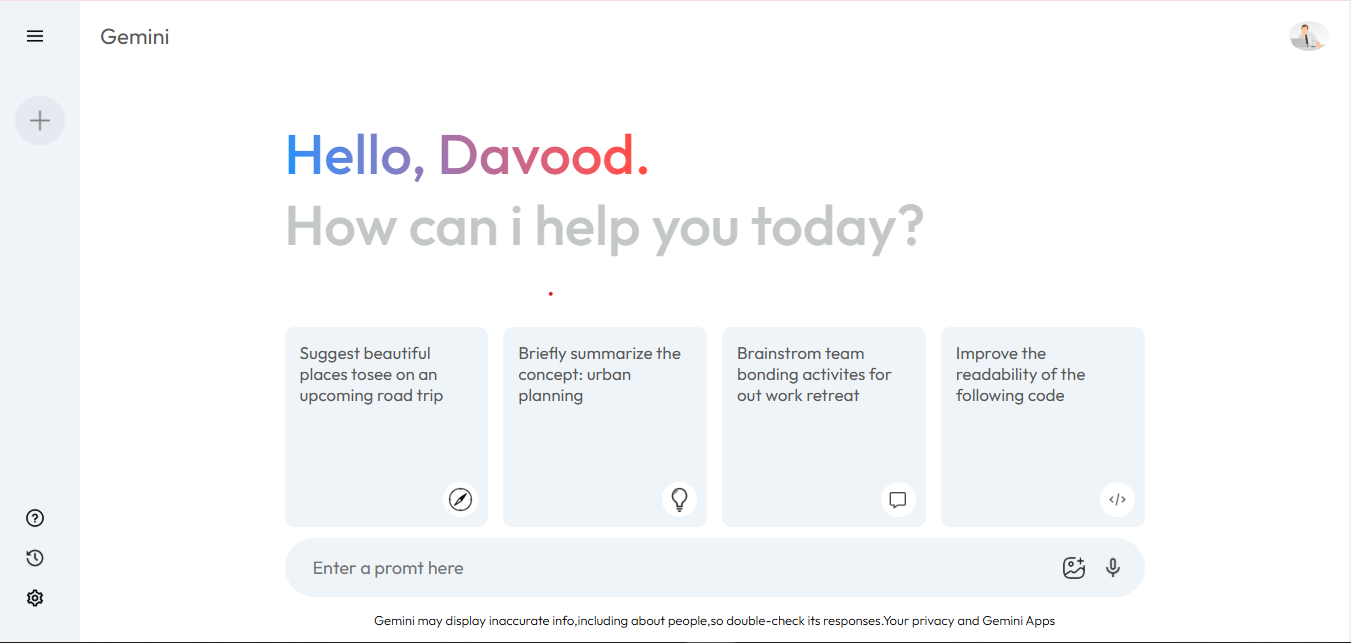 Gemini
Hello, Davood.
How can i help you today?
Suggest beautiful
places tosee on an
upcoming road trip
Briefly summarize the
concept: urban
planning
Brainstrom team
bonding activites for
out work retreat
Improve the
readability of the
following code
Enter a promt here
Gemini may display inaccurate info,including about people,so double-check its responses.Your privacy and Gemini Apps